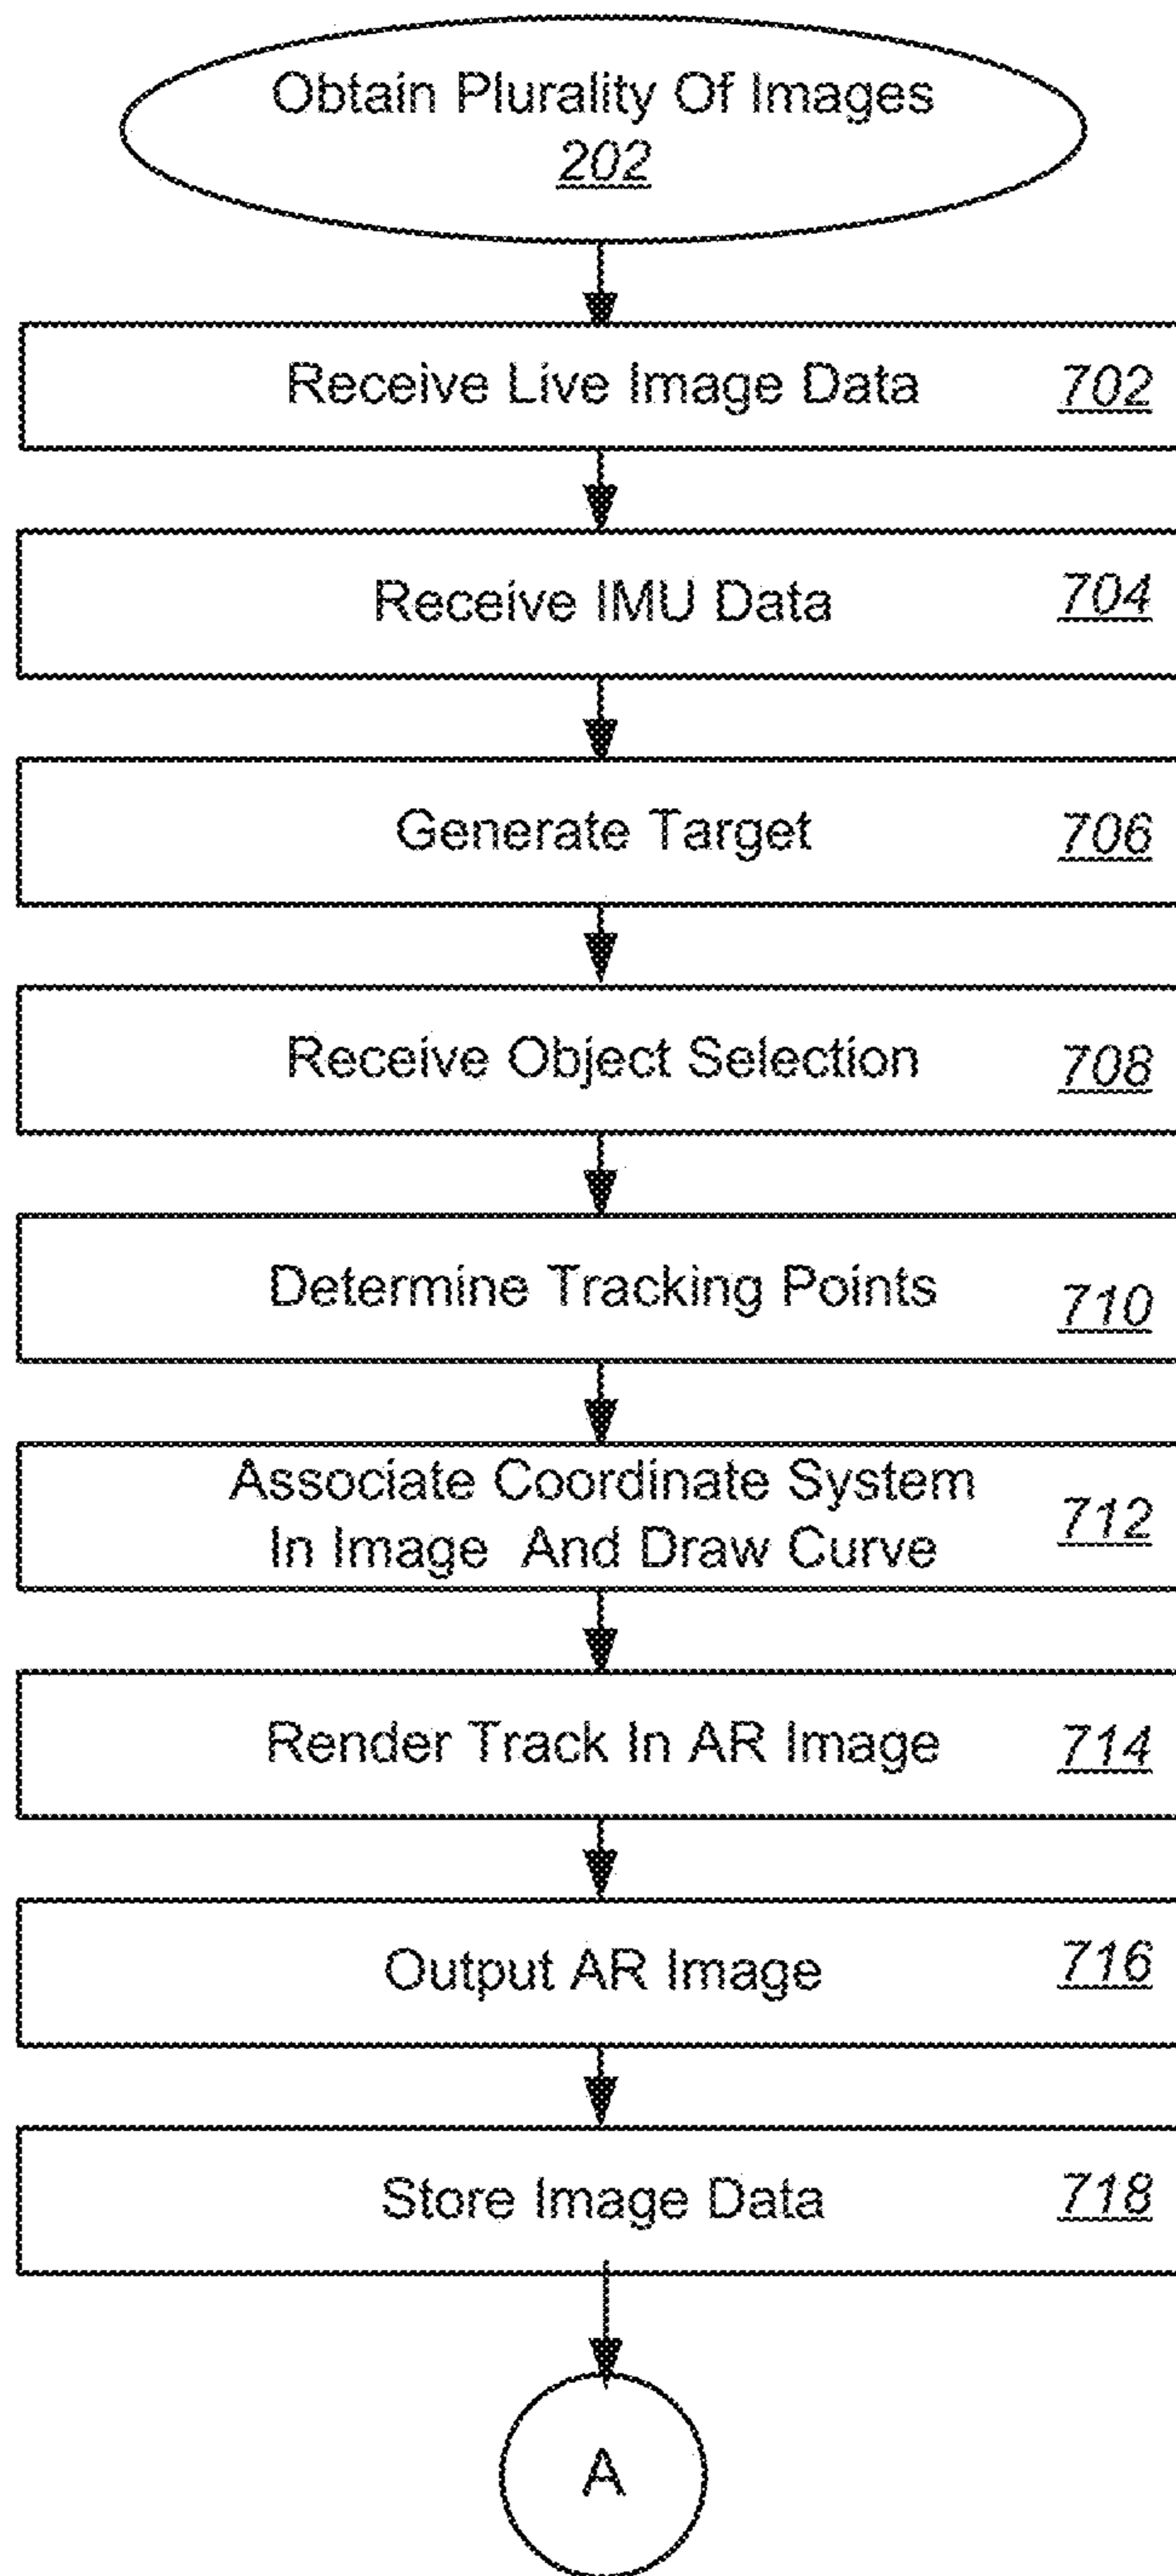 Obtain Plurality Of Images
202
Receive Live Image Data 702
Receive IMU Data 704
Generate Target 706
Receive Object Selection 708
Determine Tracking Points 710
Associate Coordinate System
In Image And Draw Curve 712
Render Track In AR Image 714
Output AR Image 716
Store Image Data 718
A